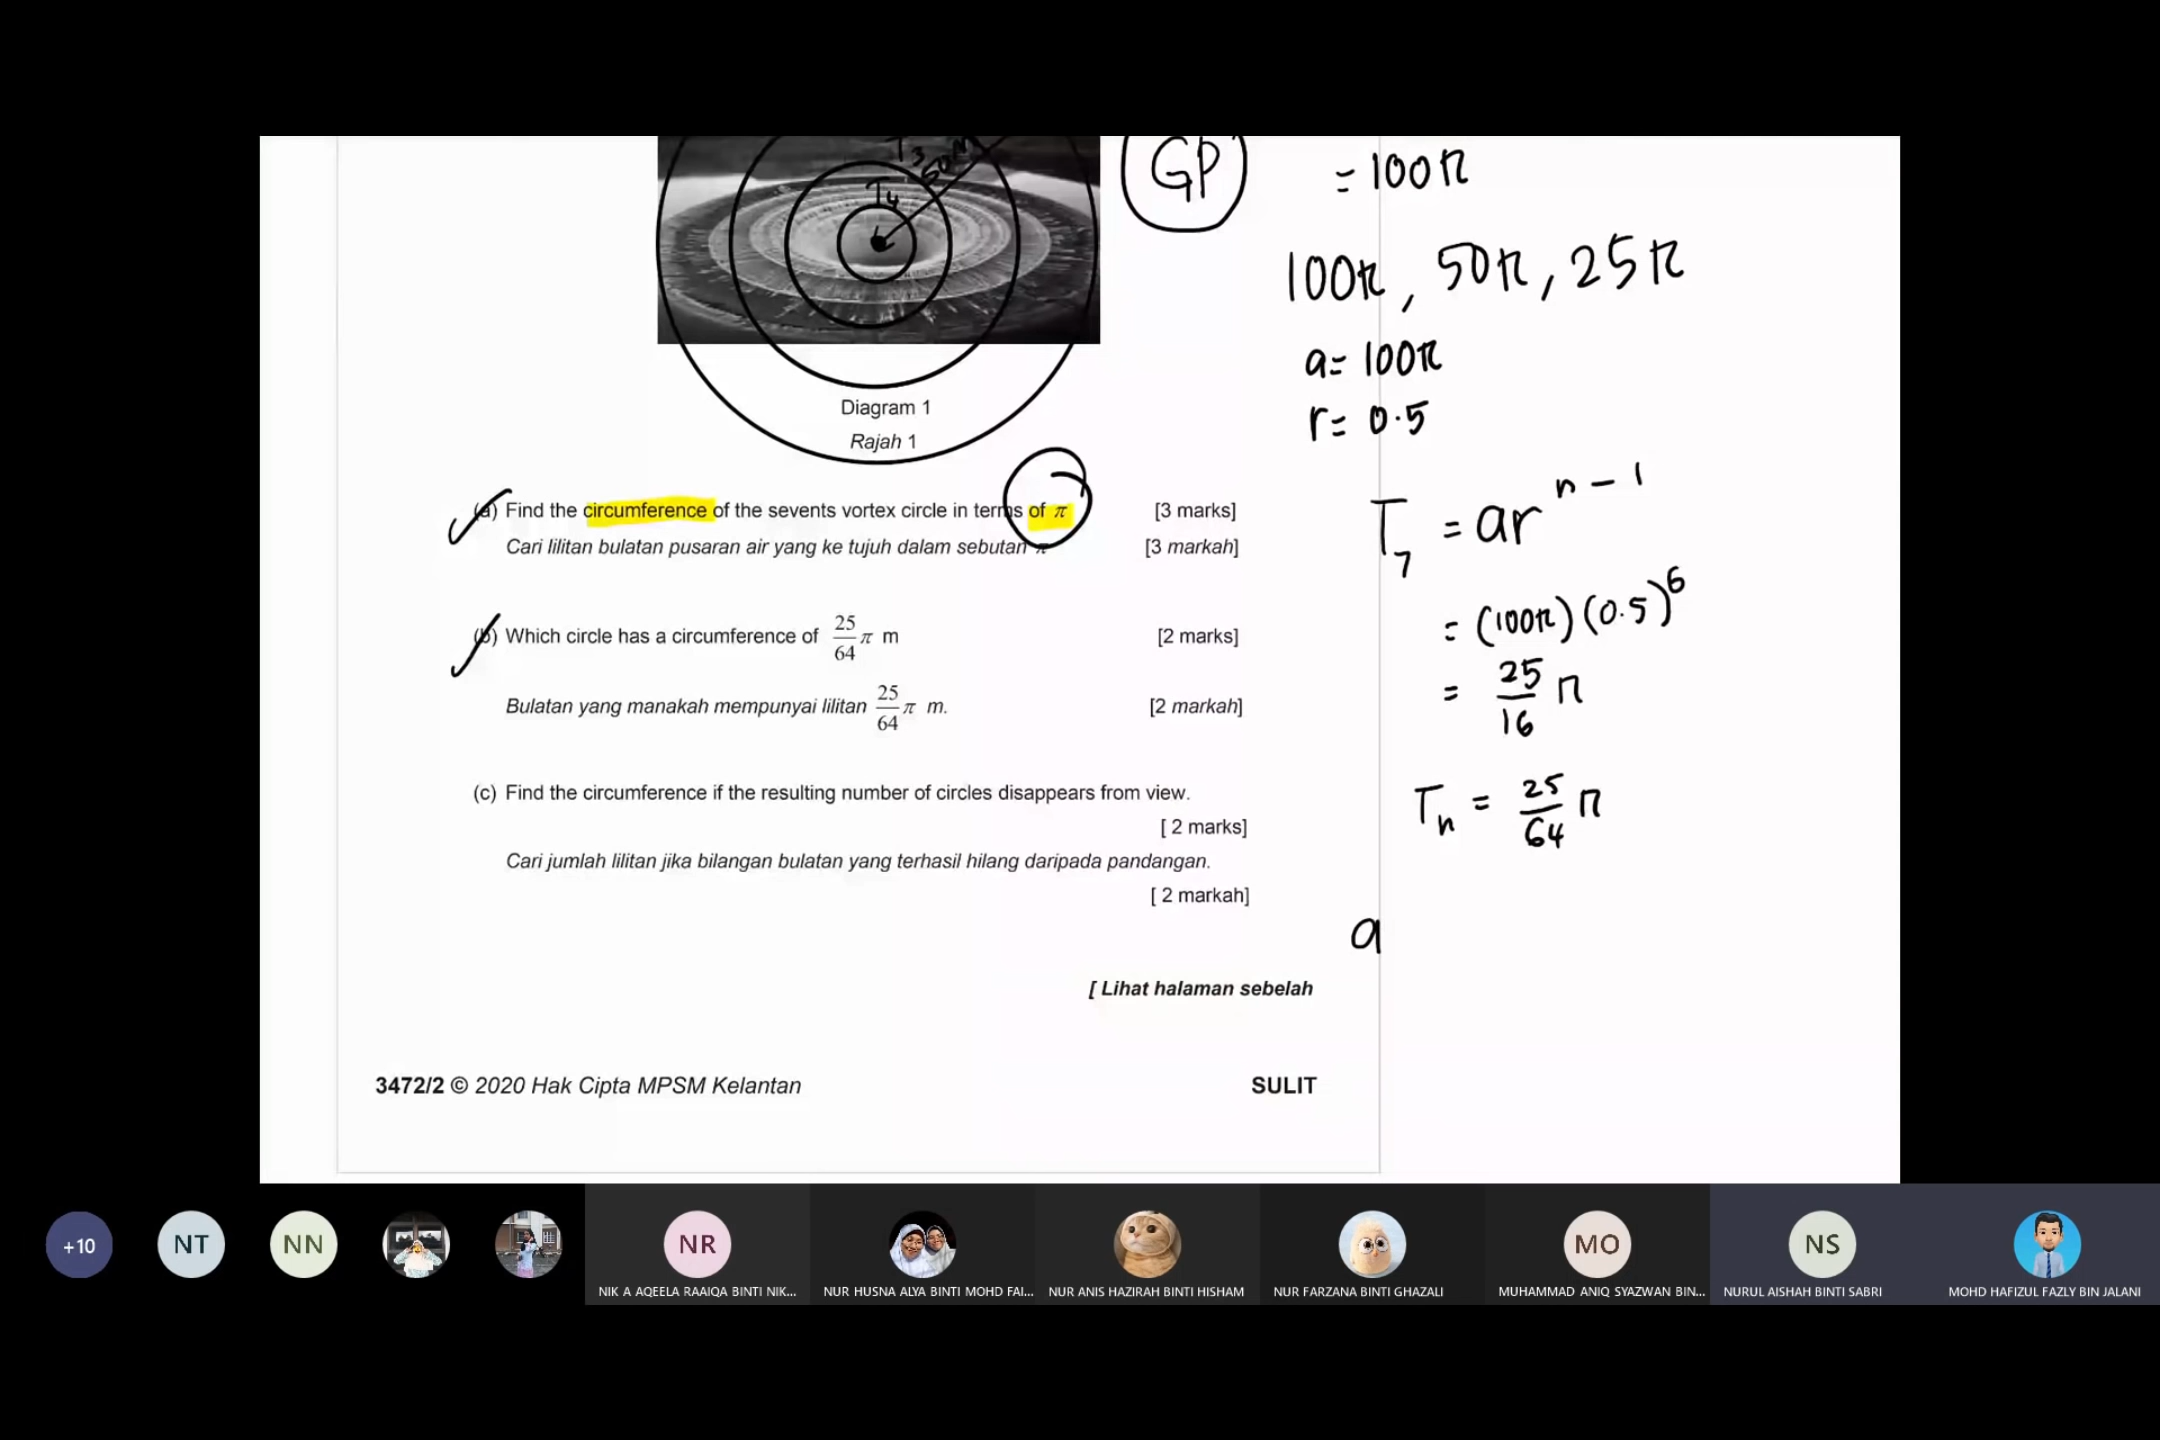 T3
50m
T4
GP
= 100π
100π, 50π, 25π
a = 100π
r = 0.5
Diagram 1
Rajah 1
(a) Find the circumference of the sevents vortex circle in terms of π [3 marks]
Cari lilitan bulatan pusaran air yang ke tujuh dalam sebutan π [3 markah]
T7 = ar^(n-1)
= (100π)(0.5)^6
(b) Which circle has a circumference of 25/64 π m [2 marks]
= 25/16 π
Bulatan yang manakah mempunyai lilitan 25/64 π m. [2 markah]
(c) Find the circumference if the resulting number of circles disappears from view.
[ 2 marks]
Tn = 25/64 π
Cari jumlah lilitan jika bilangan bulatan yang terhasil hilang daripada pandangan.
[ 2 markah]
a
[ Lihat halaman sebelah
3472/2 © 2020 Hak Cipta MPSM Kelantan SULIT
+10
NT
NN
NR
MO
NS
NIK A AQEELA RAAIQA BINTI NIK...
NUR HUSNA ALYA BINTI MOHD FAI...
NUR ANIS HAZIRAH BINTI HISHAM
NUR FARZANA BINTI GHAZALI
MUHAMMAD ANIQ SYAZWAN BIN...
NURUL AISHAH BINTI SABRI
MOHD HAFIZUL FAZLY BIN JALANI